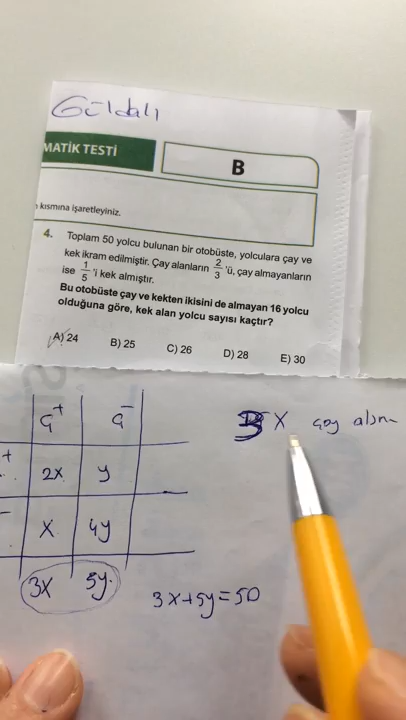 Güldalı
MATİK TESTİ
B
kısmına işaretleyiniz.
4. Toplam 50 yolcu bulunan bir otobüste, yolculara çay ve
kek ikram edilmiştir. Çay alanların 2/3 'ü, çay almayanların
ise 1/5 'i kek almıştır.
Bu otobüste çay ve kekten ikisini de almayan 16 yolcu
olduğuna göre, kek alan yolcu sayısı kaçtır?
A) 24 B) 25 C) 26 D) 28 E) 30
Ç+ Ç-
+ 2x y
- x 4y
3x 5y
3x+5y=50
3x çay alan